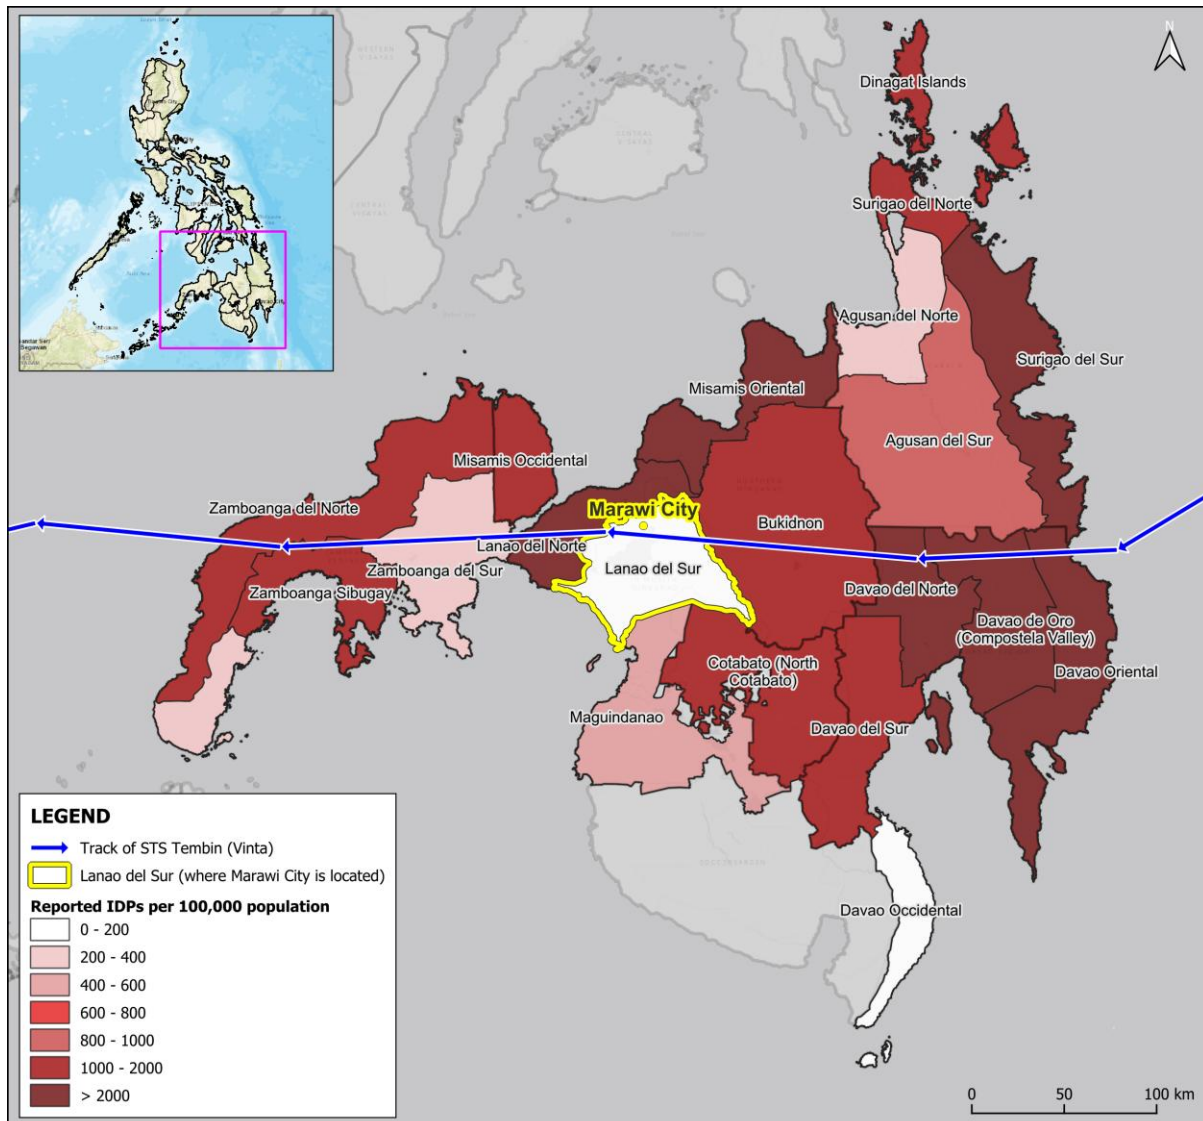 N
Dinagat Islands
Surigao del Norte
Agusan del Norte
Surigao del Sur
Misamis Oriental
Agusan del Sur
Misamis Occidental
Zamboanga del Norte
Marawi City
Bukidnon
Lanao del Norte
Lanao del Sur
Zamboanga del Sur
Zamboanga Sibugay
Davao del Norte
Davao de Oro
(Compostela Valley)
Cotabato (North
Cotabato)
Davao Oriental
Maguindanao
Davao del Sur
Davao Occidental
LEGEND
Track of STS Tembin (Vinta)
Lanao del Sur (where Marawi City is located)
Reported IDPs per 100,000 population
0 - 200
200 - 400
400 - 600
600 - 800
800 - 1000
1000 - 2000
> 2000
0 50 100 km